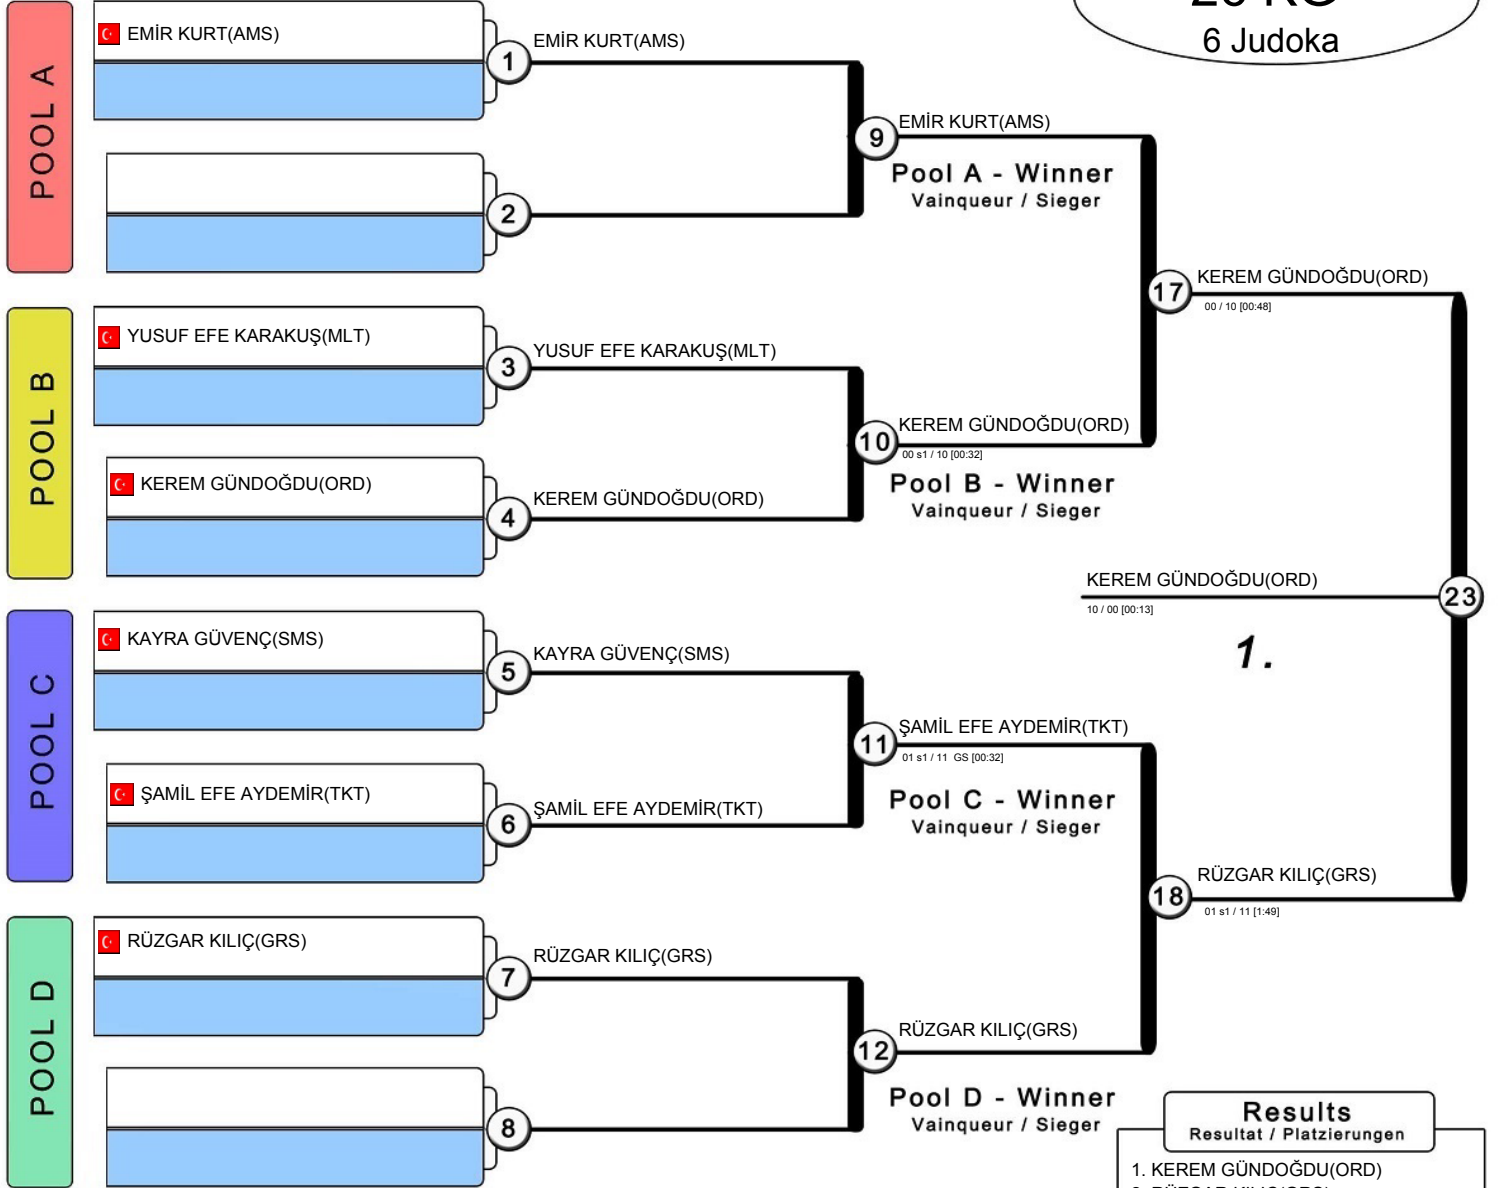 6 Judoka
POOL A
EMİR KURT(AMS)
1
EMİR KURT(AMS)
2
9
EMİR KURT(AMS)
Pool A - Winner
Vainqueur / Sieger
POOL B
YUSUF EFE KARAKUŞ(MLT)
3
YUSUF EFE KARAKUŞ(MLT)
KEREM GÜNDOĞDU(ORD)
4
KEREM GÜNDOĞDU(ORD)
10
KEREM GÜNDOĞDU(ORD)
00 s1 / 10 [00:32]
Pool B - Winner
Vainqueur / Sieger
17
KEREM GÜNDOĞDU(ORD)
00 / 10 [00:48]
KEREM GÜNDOĞDU(ORD)
10 / 00 [00:13]
23
1.
POOL C
KAYRA GÜVENÇ(SMS)
5
KAYRA GÜVENÇ(SMS)
ŞAMİL EFE AYDEMİR(TKT)
6
ŞAMİL EFE AYDEMİR(TKT)
11
ŞAMİL EFE AYDEMİR(TKT)
01 s1 / 11 GS [00:32]
Pool C - Winner
Vainqueur / Sieger
18
RÜZGAR KILIÇ(GRS)
01 s1 / 11 [1:49]
POOL D
RÜZGAR KILIÇ(GRS)
7
RÜZGAR KILIÇ(GRS)
8
12
RÜZGAR KILIÇ(GRS)
Pool D - Winner
Vainqueur / Sieger
Results
Resultat / Platzierungen
1. KEREM GÜNDOĞDU(ORD)